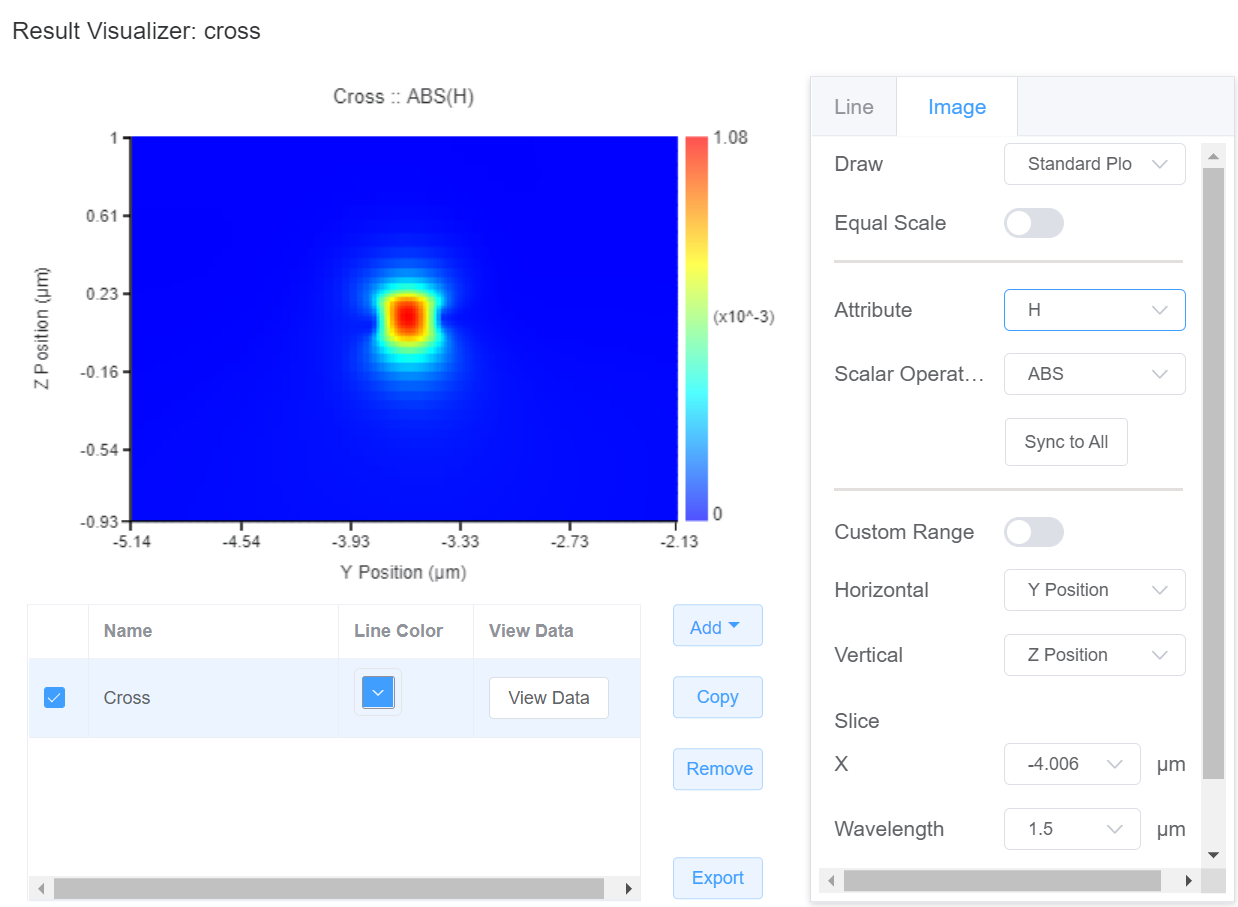 Result Visualizer: cross
Cross :: ABS(H)
1
0.61
0.23
-0.16
-0.54
-0.93
Z Position (µm)
-5.14
-4.54
-3.93
-3.33
-2.73
-2.13
Y Position (µm)
1.08
(x10^-3)
0
Name
Line Color
View Data
Cross
View Data
Add
Copy
Remove
Export
Line
Image
Draw
Standard Plo
Equal Scale
Attribute
H
Scalar Operat…
ABS
Sync to All
Custom Range
Horizontal
Y Position
Vertical
Z Position
Slice
X
-4.006
µm
Wavelength
1.5
µm